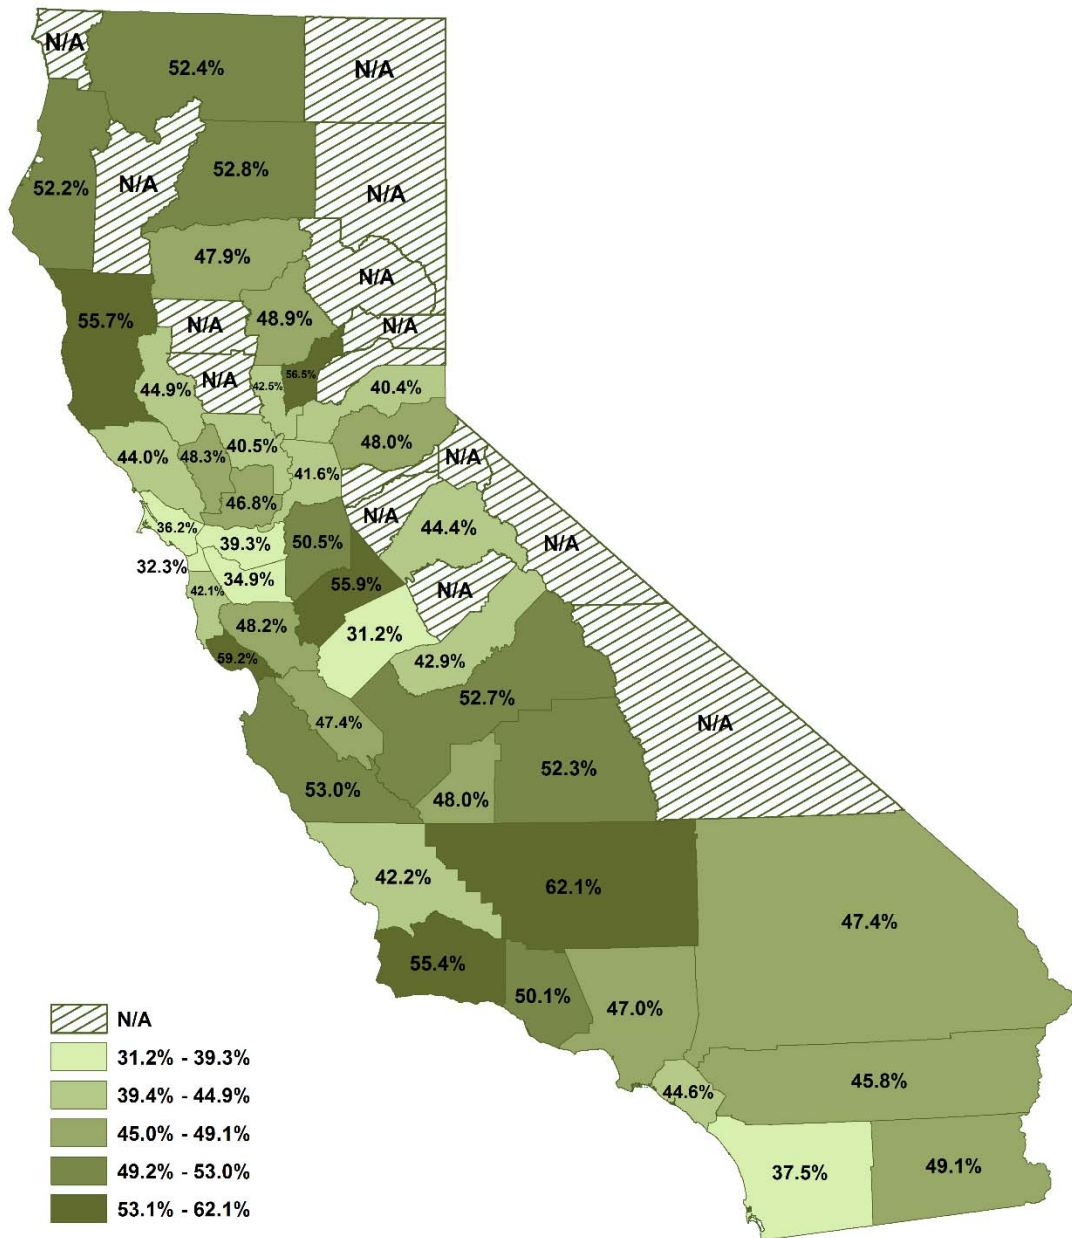 N/A
52.4%
N/A
52.2%
N/A
52.8%
N/A
47.9%
N/A
55.7%
N/A
48.9%
N/A
44.9%
N/A
42.5%
56.5%
40.4%
44.0%
48.3%
40.5%
41.6%
48.0%
N/A
46.8%
36.2%
39.3%
50.5%
N/A
44.4%
N/A
32.3%
34.9%
55.9%
N/A
42.1%
48.2%
31.2%
59.2%
42.9%
47.4%
52.7%
N/A
53.0%
48.0%
52.3%
42.2%
62.1%
47.4%
55.4%
50.1%
47.0%
44.6%
45.8%
37.5%
49.1%
N/A
31.2% - 39.3%
39.4% - 44.9%
45.0% - 49.1%
49.2% - 53.0%
53.1% - 62.1%